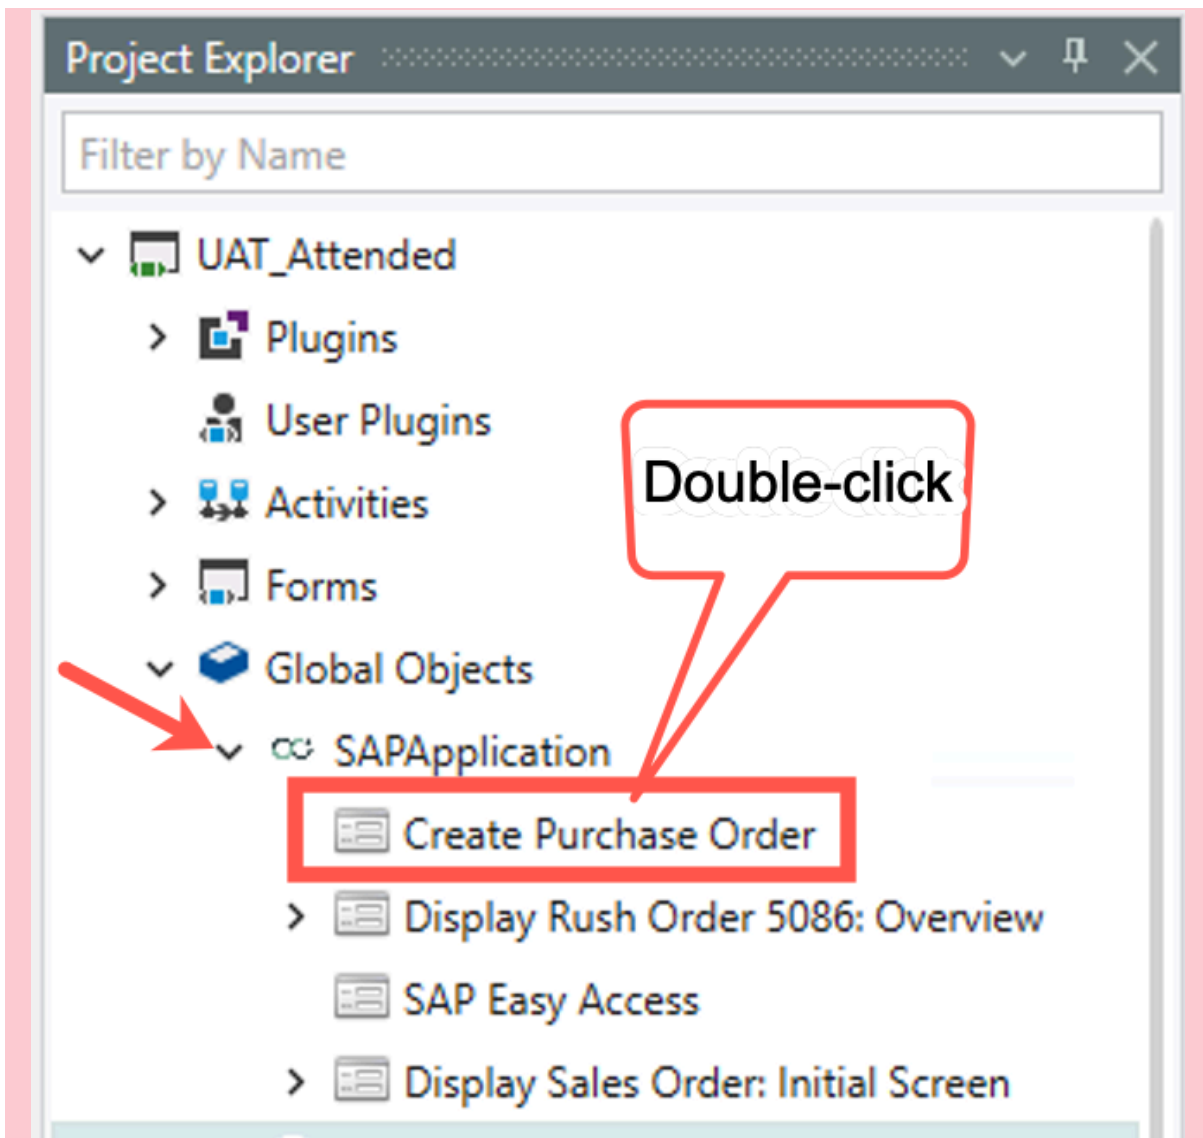 Project Explorer
Filter by Name
UAT_Attended
Plugins
User Plugins
Double-click
Activities
Forms
Global Objects
SAPApplication
Create Purchase Order
Display Rush Order 5086: Overview
SAP Easy Access
Display Sales Order: Initial Screen